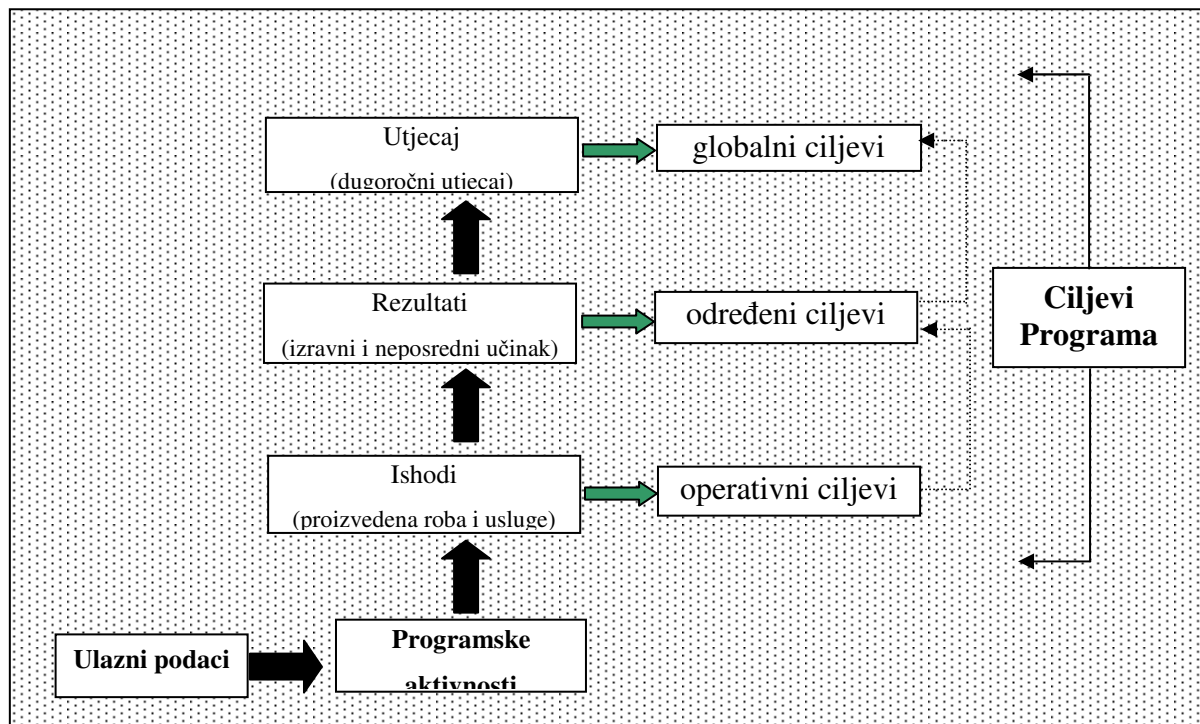 Utjecaj
(dugoročni utjecaj)
globalni ciljevi
Rezultati
(izravni i neposredni učinak)
određeni ciljevi
Ciljevi
Programa
Ishodi
(proizvedena roba i usluge)
operativni ciljevi
Ulazni podaci
Programske
aktivnosti